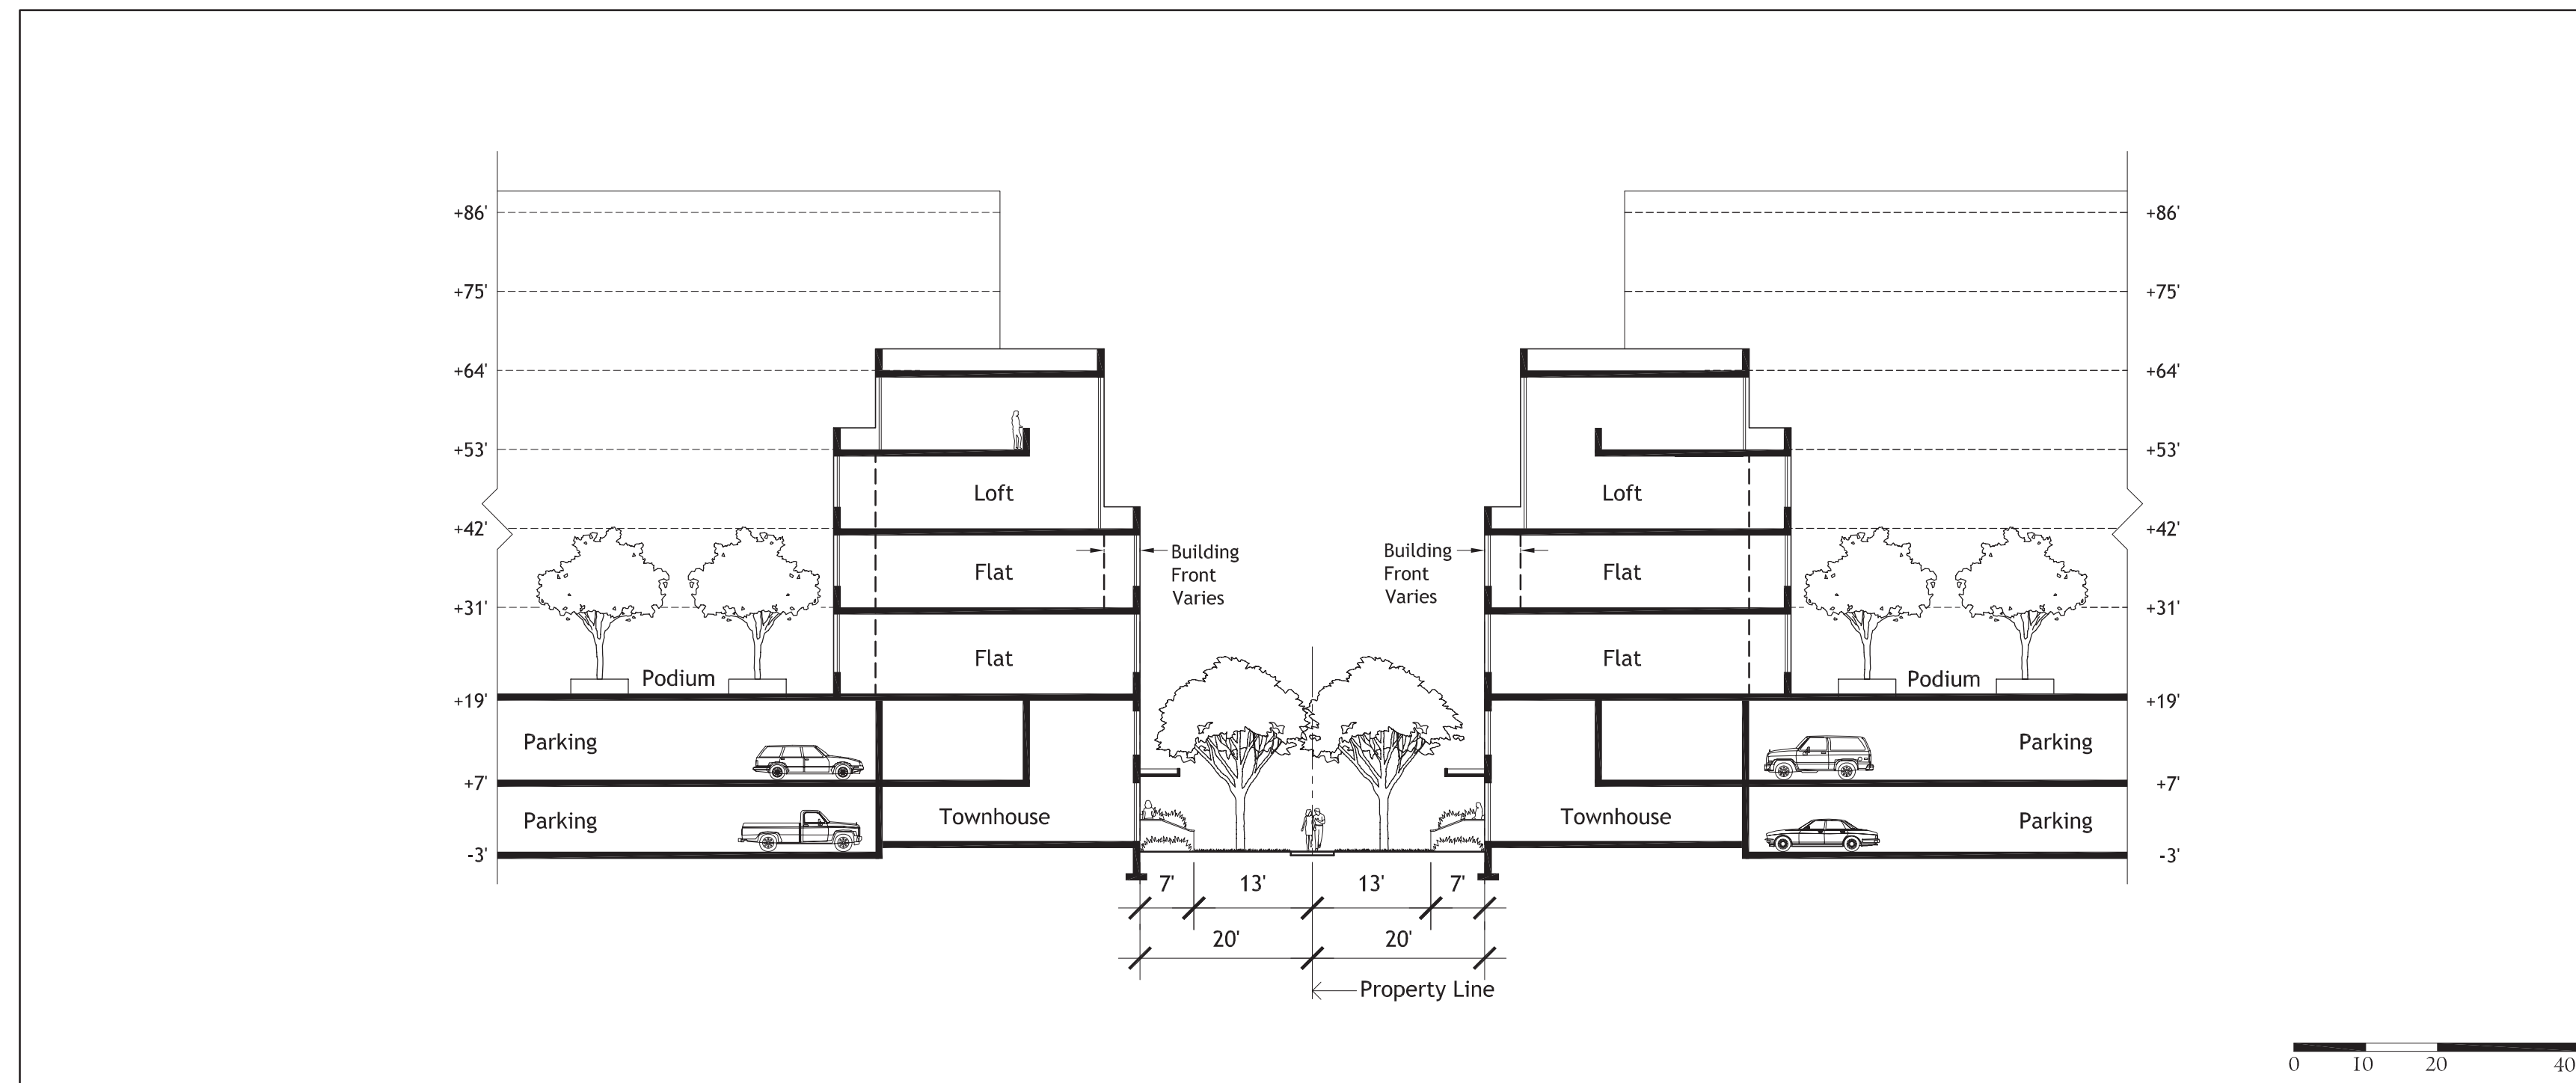 +86' +86'
+75' +75'
+64' +64'
+53' +53'
Loft Loft
+42' +42'
Building
Front
Varies
Building
Front
Varies
Flat Flat
+31' +31'
Flat Flat
Podium Podium
+19' +19'
Parking Parking
+7' +7'
Townhouse Townhouse
Parking Parking
-3' -3'
7' 13' 13' 7'
20' 20'
Property Line
0 10 20 40